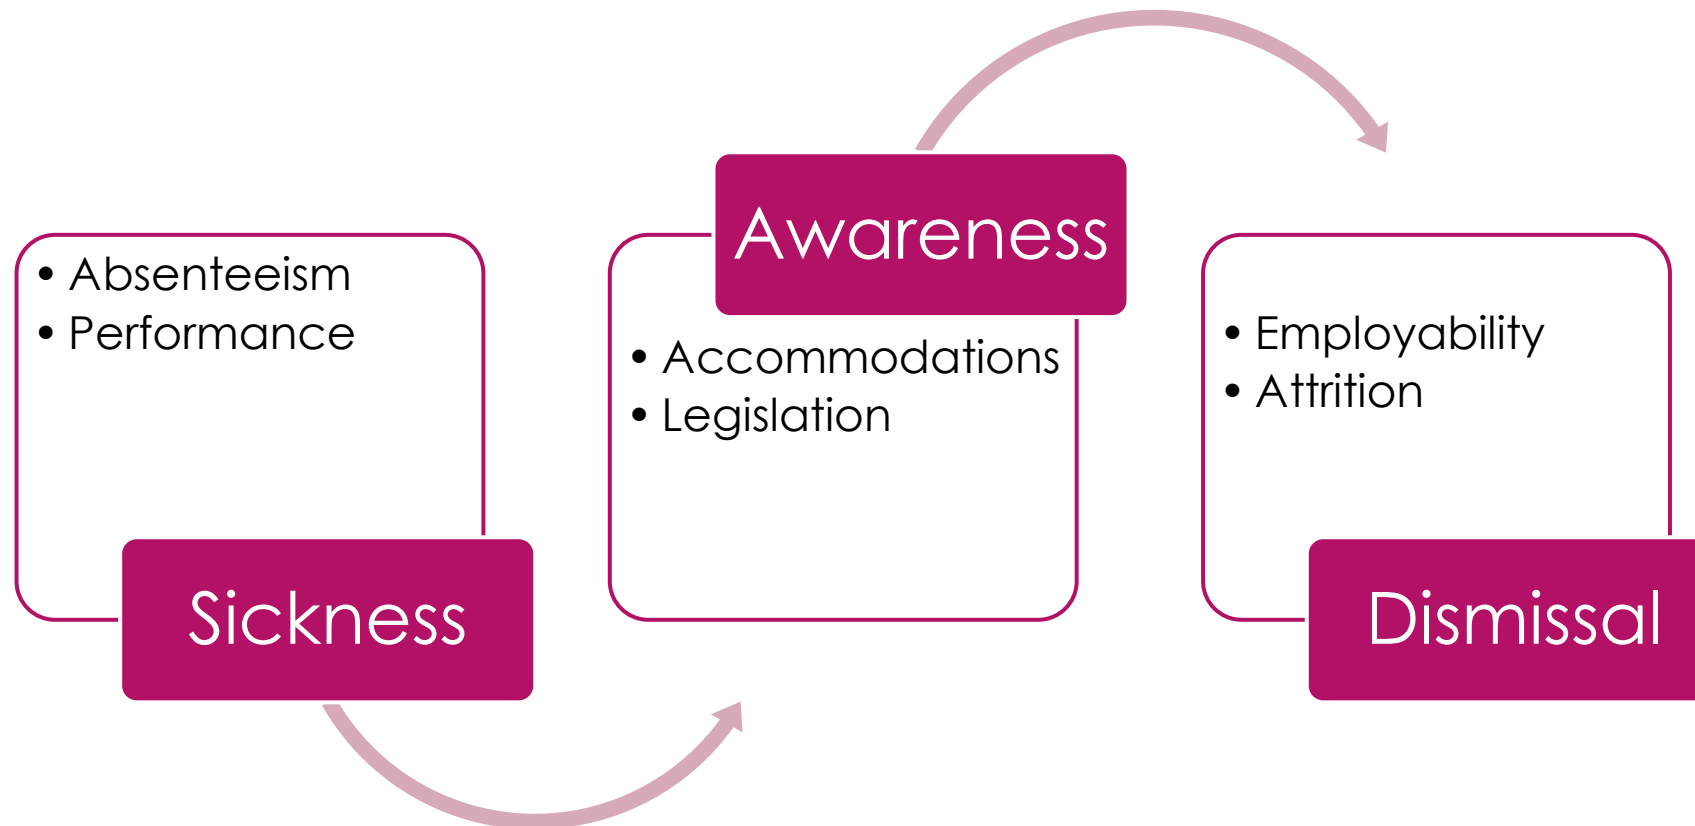 • Absenteeism
• Performance
Sickness
Awareness
• Accommodations
• Legislation
• Employability
• Attrition
Dismissal